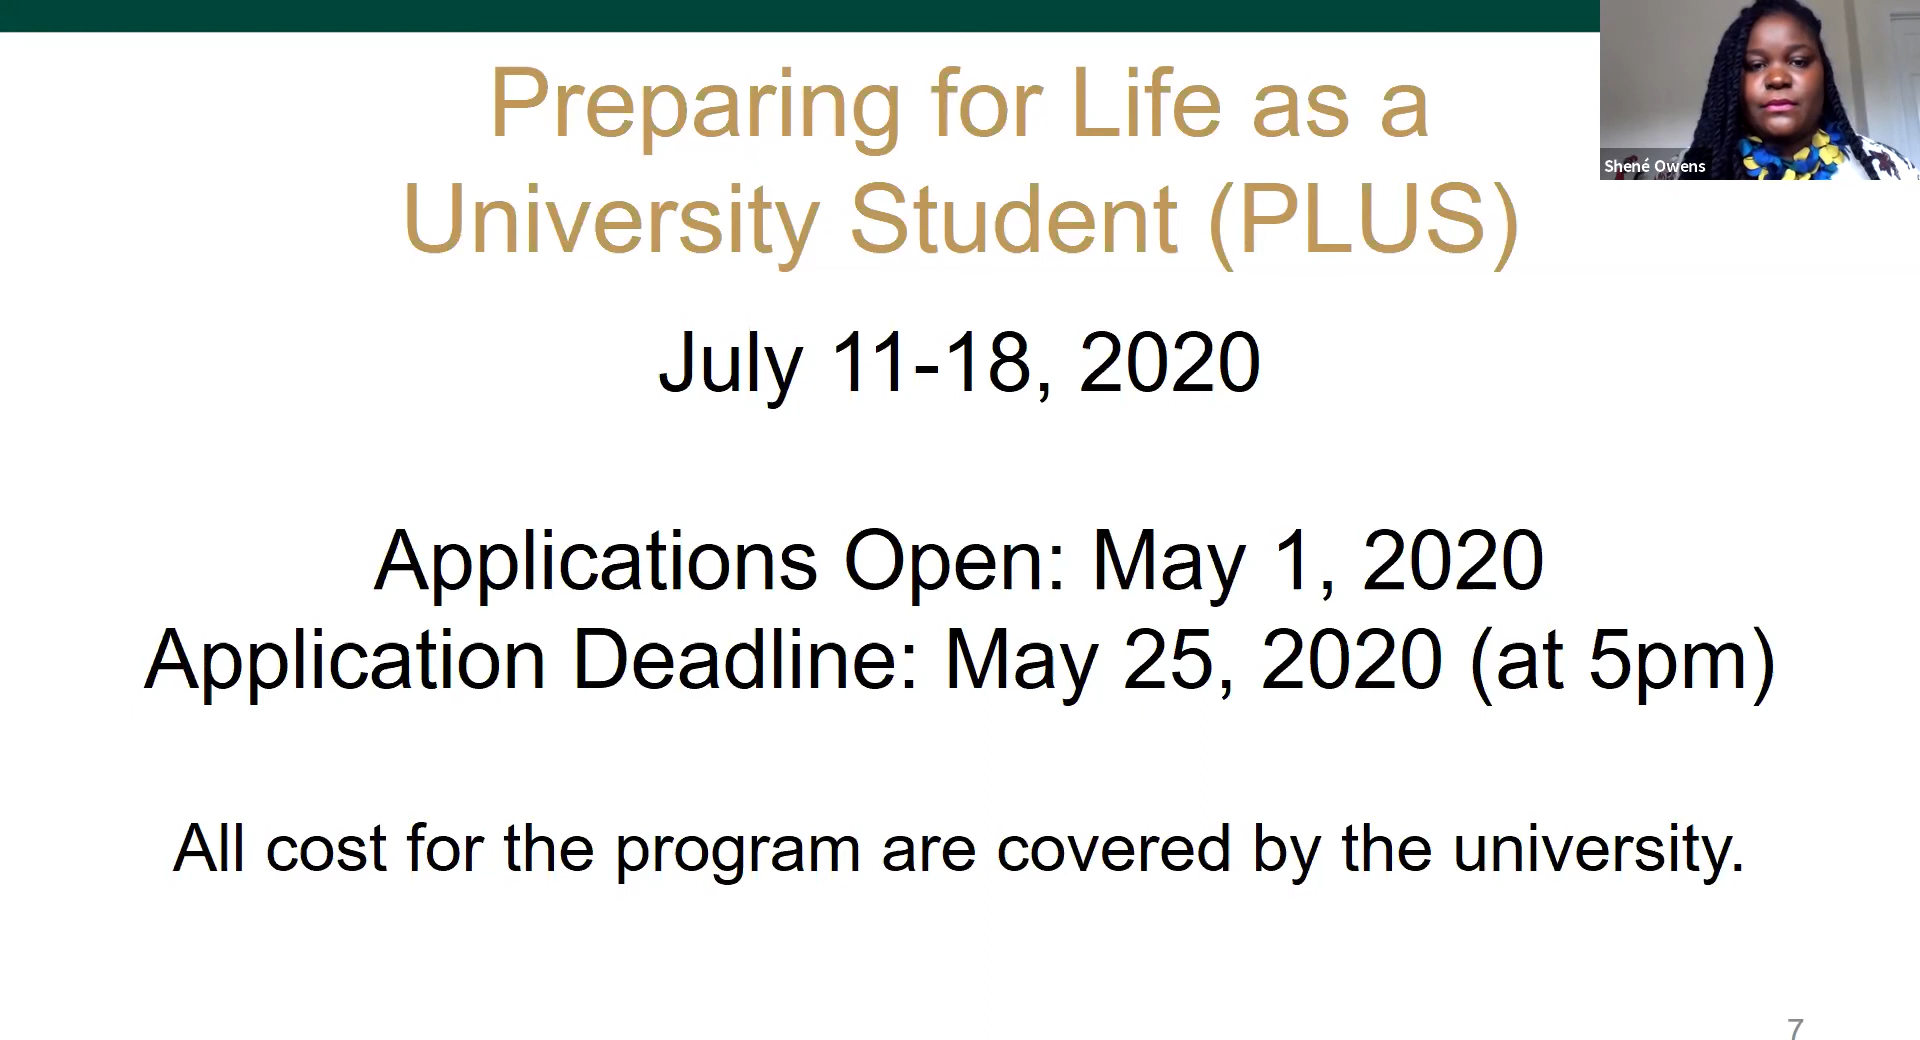 Preparing for Life as a
University Student (PLUS)
Shené Owens
July 11-18, 2020
Applications Open: May 1, 2020
Application Deadline: May 25, 2020 (at 5pm)
All cost for the program are covered by the university.
7